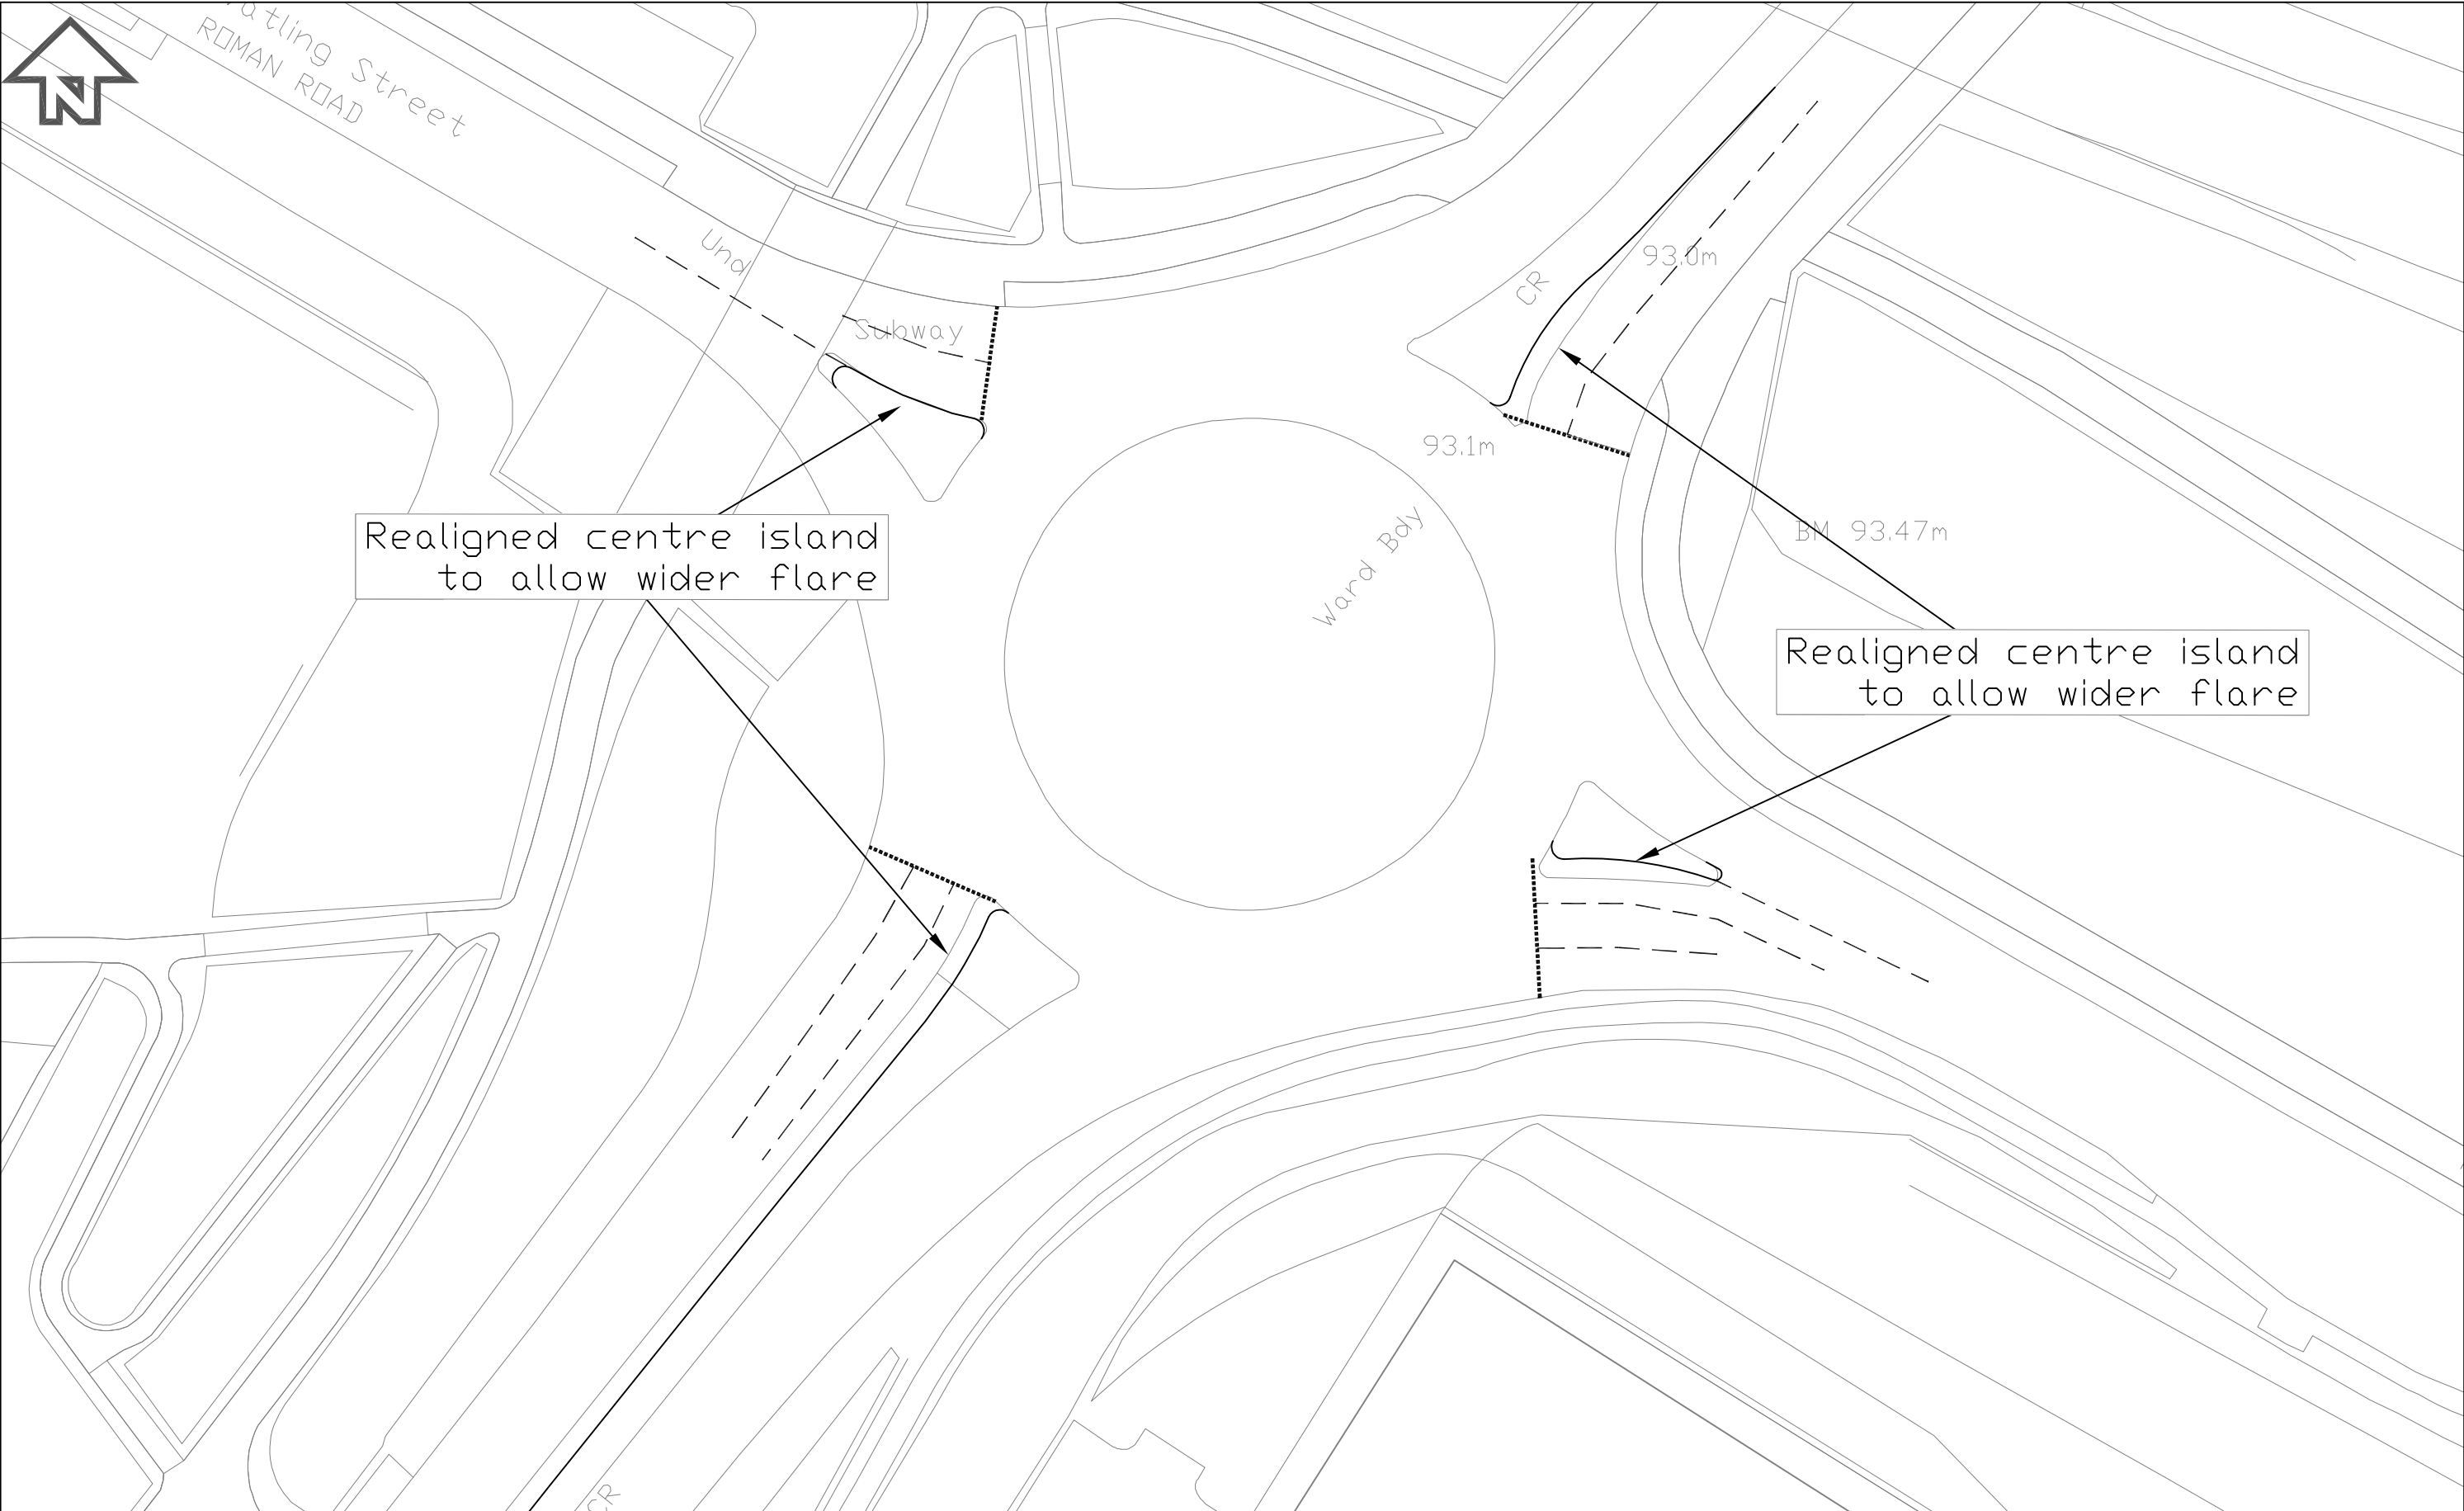 N
Street
ROMAN ROAD
Und
Subway
CR
93.0m
93.1m
Ward Bdy
BM 93.47m
Realigned centre island
to allow wider flare
Realigned centre island
to allow wider flare
CR